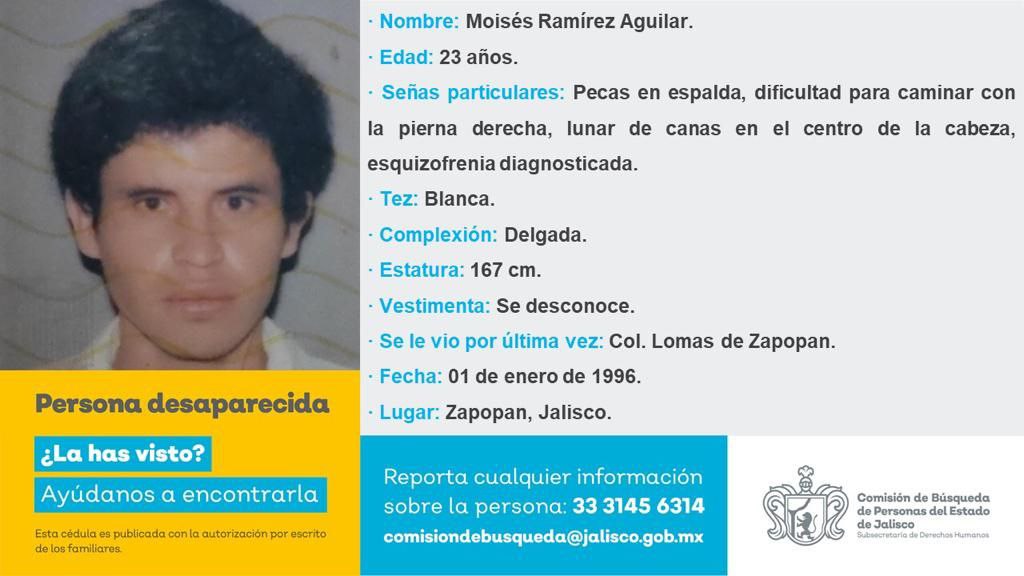 · Nombre: Moisés Ramírez Aguilar.
· Edad: 23 años.
· Señas particulares: Pecas en espalda, dificultad para caminar con
la pierna derecha, lunar de canas en el centro de la cabeza,
esquizofrenia diagnosticada.
· Tez: Blanca.
· Complexión: Delgada.
· Estatura: 167 cm.
· Vestimenta: Se desconoce.
· Se le vio por última vez: Col. Lomas de Zapopan.
· Fecha: 01 de enero de 1996.
· Lugar: Zapopan, Jalisco.
Persona desaparecida
¿La has visto?
Ayúdanos a encontrarla
Esta cédula es publicada con la autorización por escrito
de los familiares.
Reporta cualquier información
sobre la persona: 33 3145 6314
comisiondebusqueda@jalisco.gob.mx
Comisión de Búsqueda
de Personas del Estado
de Jalisco
Subsecretaría de Derechos Humanos